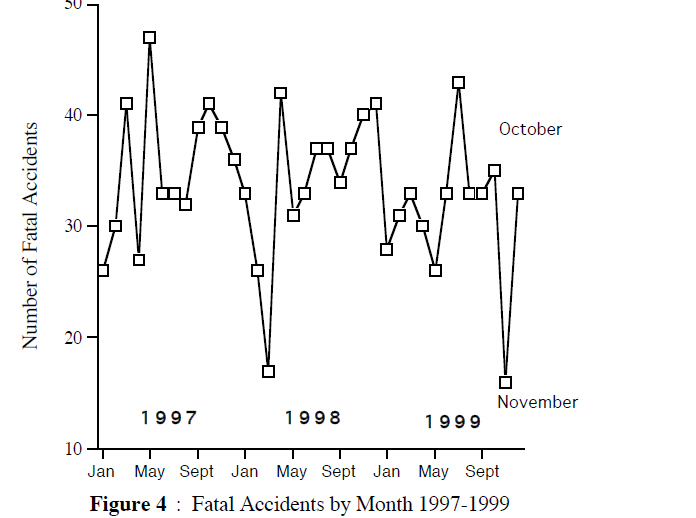 50
40
30
20
10
Number of Fatal Accidents
October
November
1997 1998 1999
Jan May Sept Jan May Sept Jan May Sept
Figure 4 : Fatal Accidents by Month 1997-1999